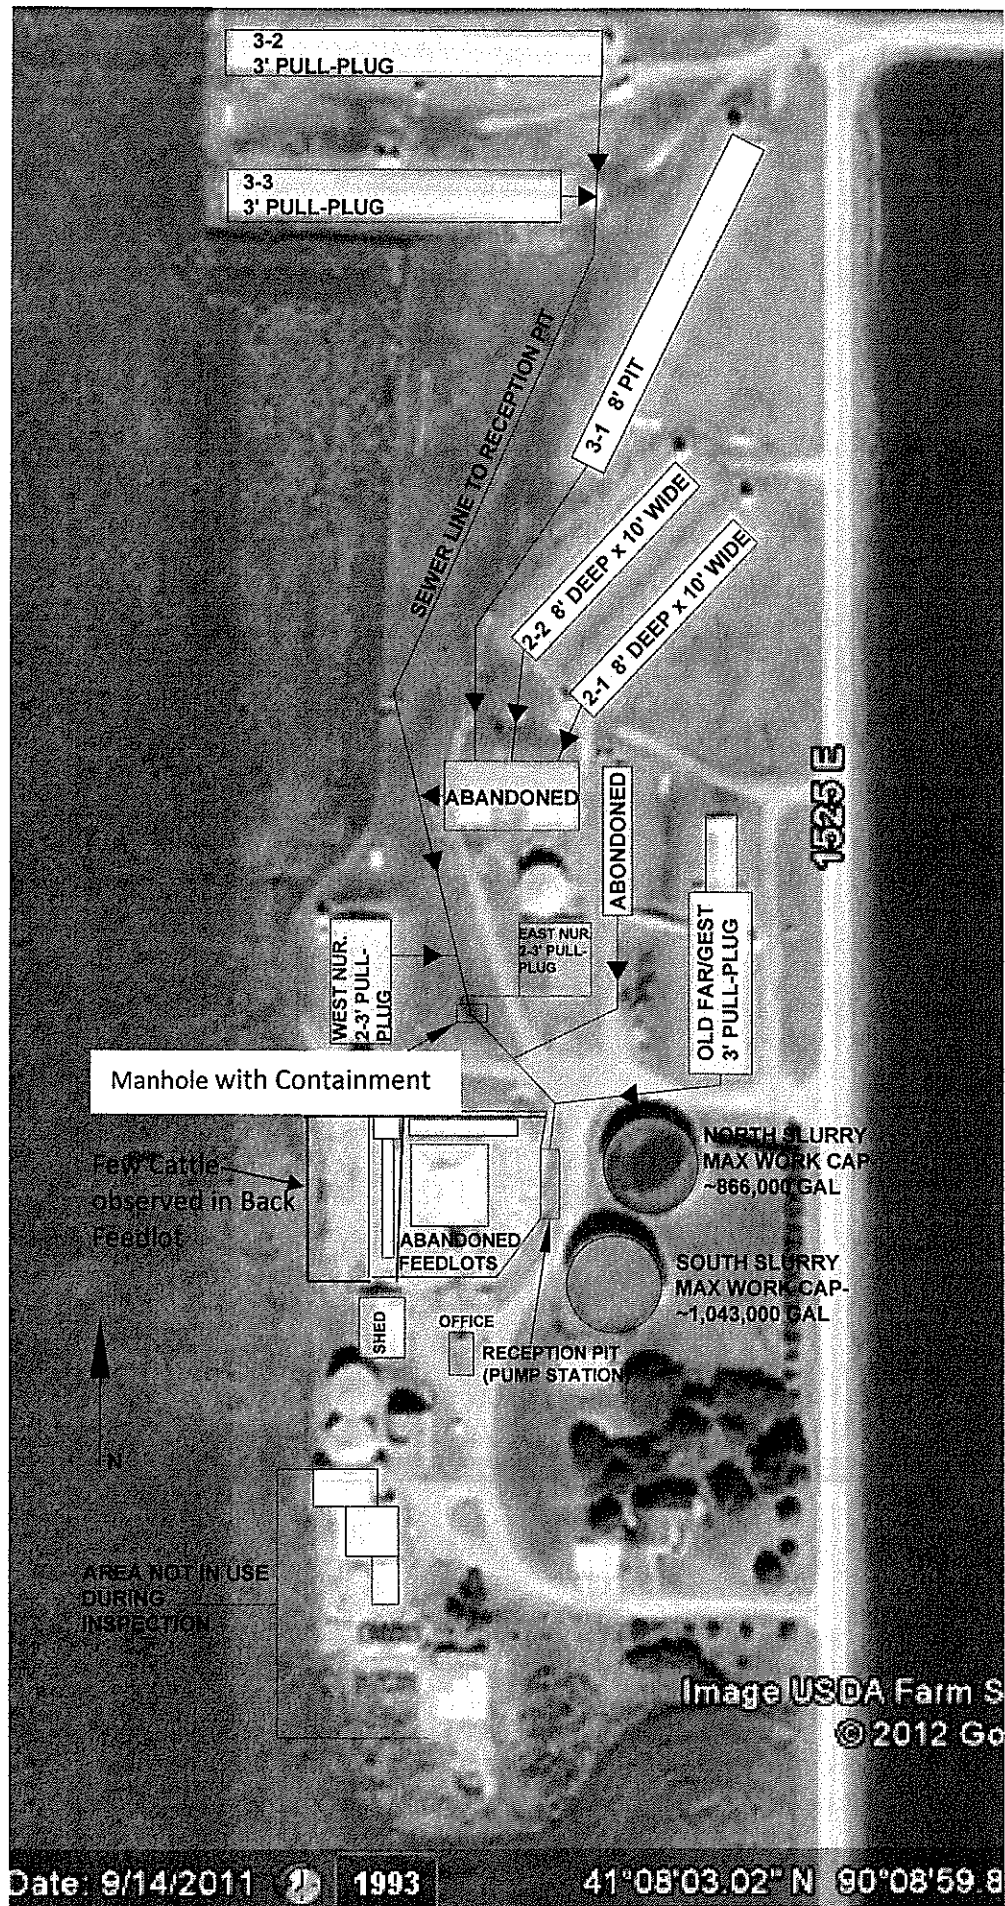 3-2
3' PULL-PLUG
3-3
3' PULL-PLUG
SEWER LINE TO RECEPTION PIT
3-1 8' PIT
2-2 8' DEEP x 10' WIDE
2-1 8' DEEP x 10' WIDE
1525 E
ABANDONED
ABONDONED
OLD FAR/GEST
3' PULL-PLUG
EAST NUR.
2-3' PULL-
PLUG
WEST NUR.
2-3' PULL-
PLUG
Manhole with Containment
NORTH SLURRY
MAX WORK CAP-
~866,000 GAL
Few Cattle
observed in Back
Feedlot
ABANDONED
FEEDLOTS
SOUTH SLURRY
MAX WORK CAP-
~1,043,000 GAL
SHED
OFFICE
RECEPTION PIT
(PUMP STATION)
N
AREA NOT IN USE
DURING
INSPECTION
Image USDA Farm S
© 2012 Go
Date: 9/14/2011 1993 41°08'03.02" N 90°08'59.8